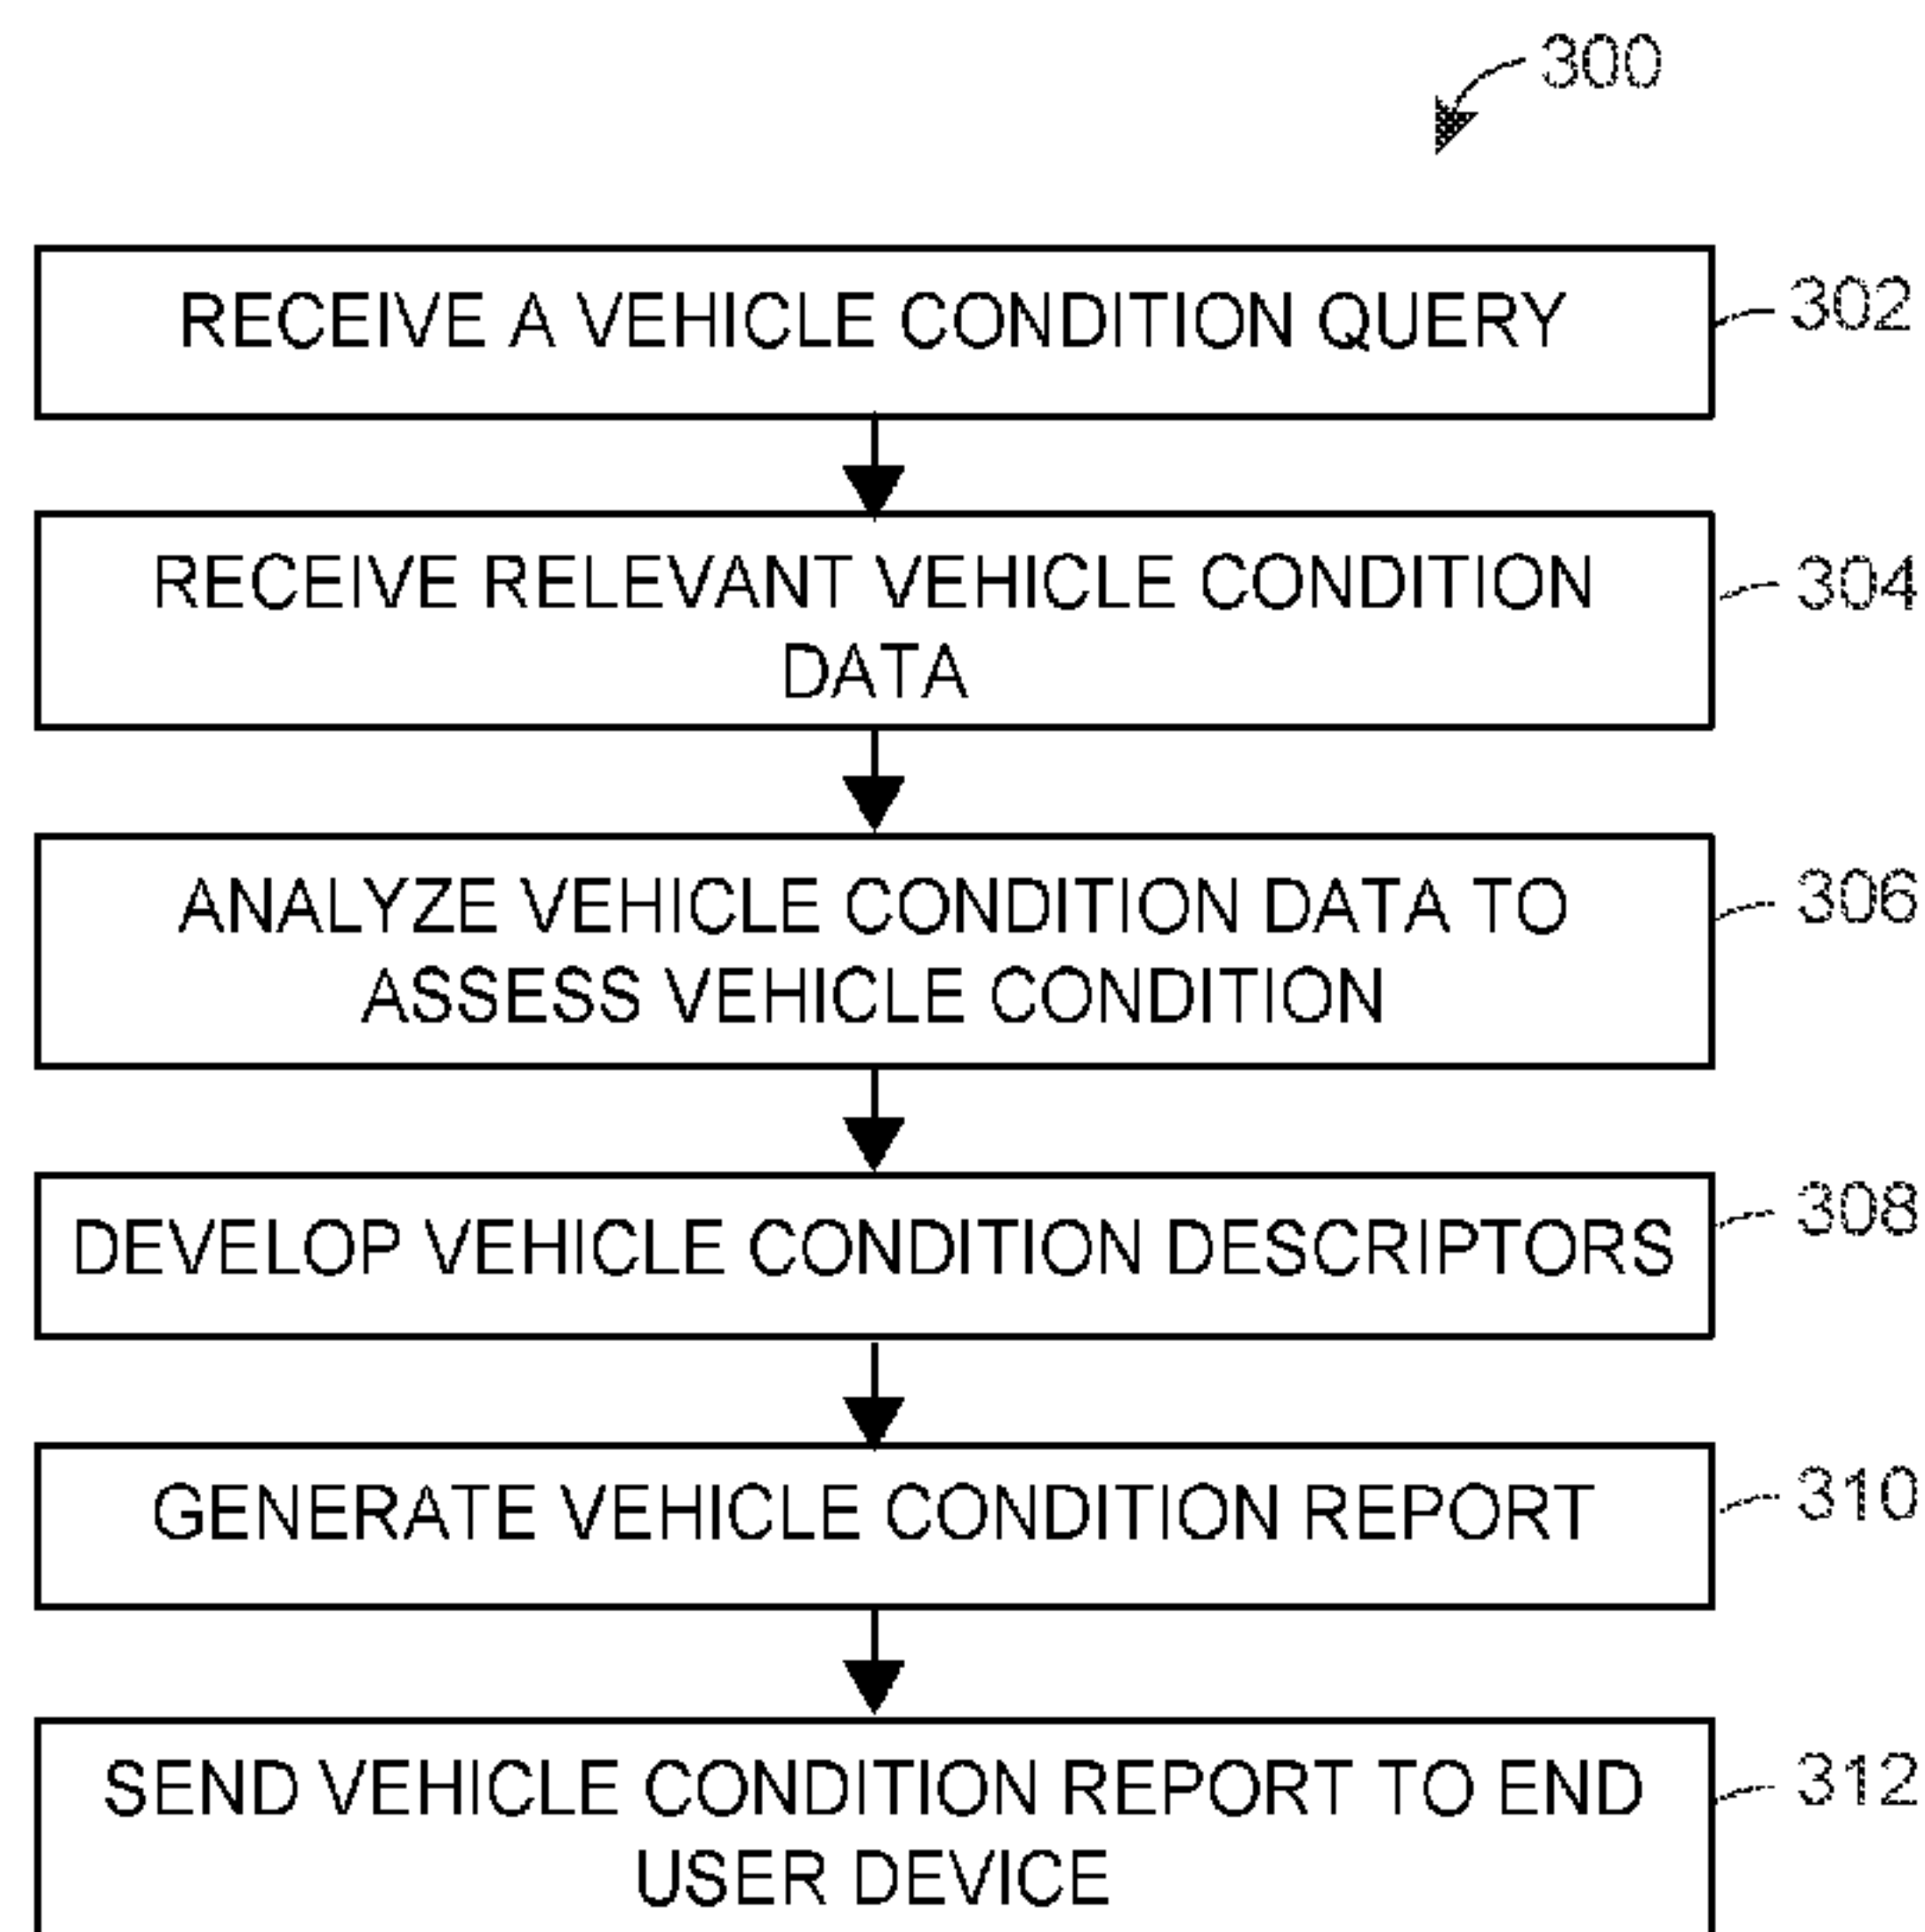 300
RECEIVE A VEHICLE CONDITION QUERY
302
RECEIVE RELEVANT VEHICLE CONDITION
DATA
304
ANALYZE VEHICLE CONDITION DATA TO
ASSESS VEHICLE CONDITION
306
DEVELOP VEHICLE CONDITION DESCRIPTORS
308
GENERATE VEHICLE CONDITION REPORT
310
SEND VEHICLE CONDITION REPORT TO END
USER DEVICE
312